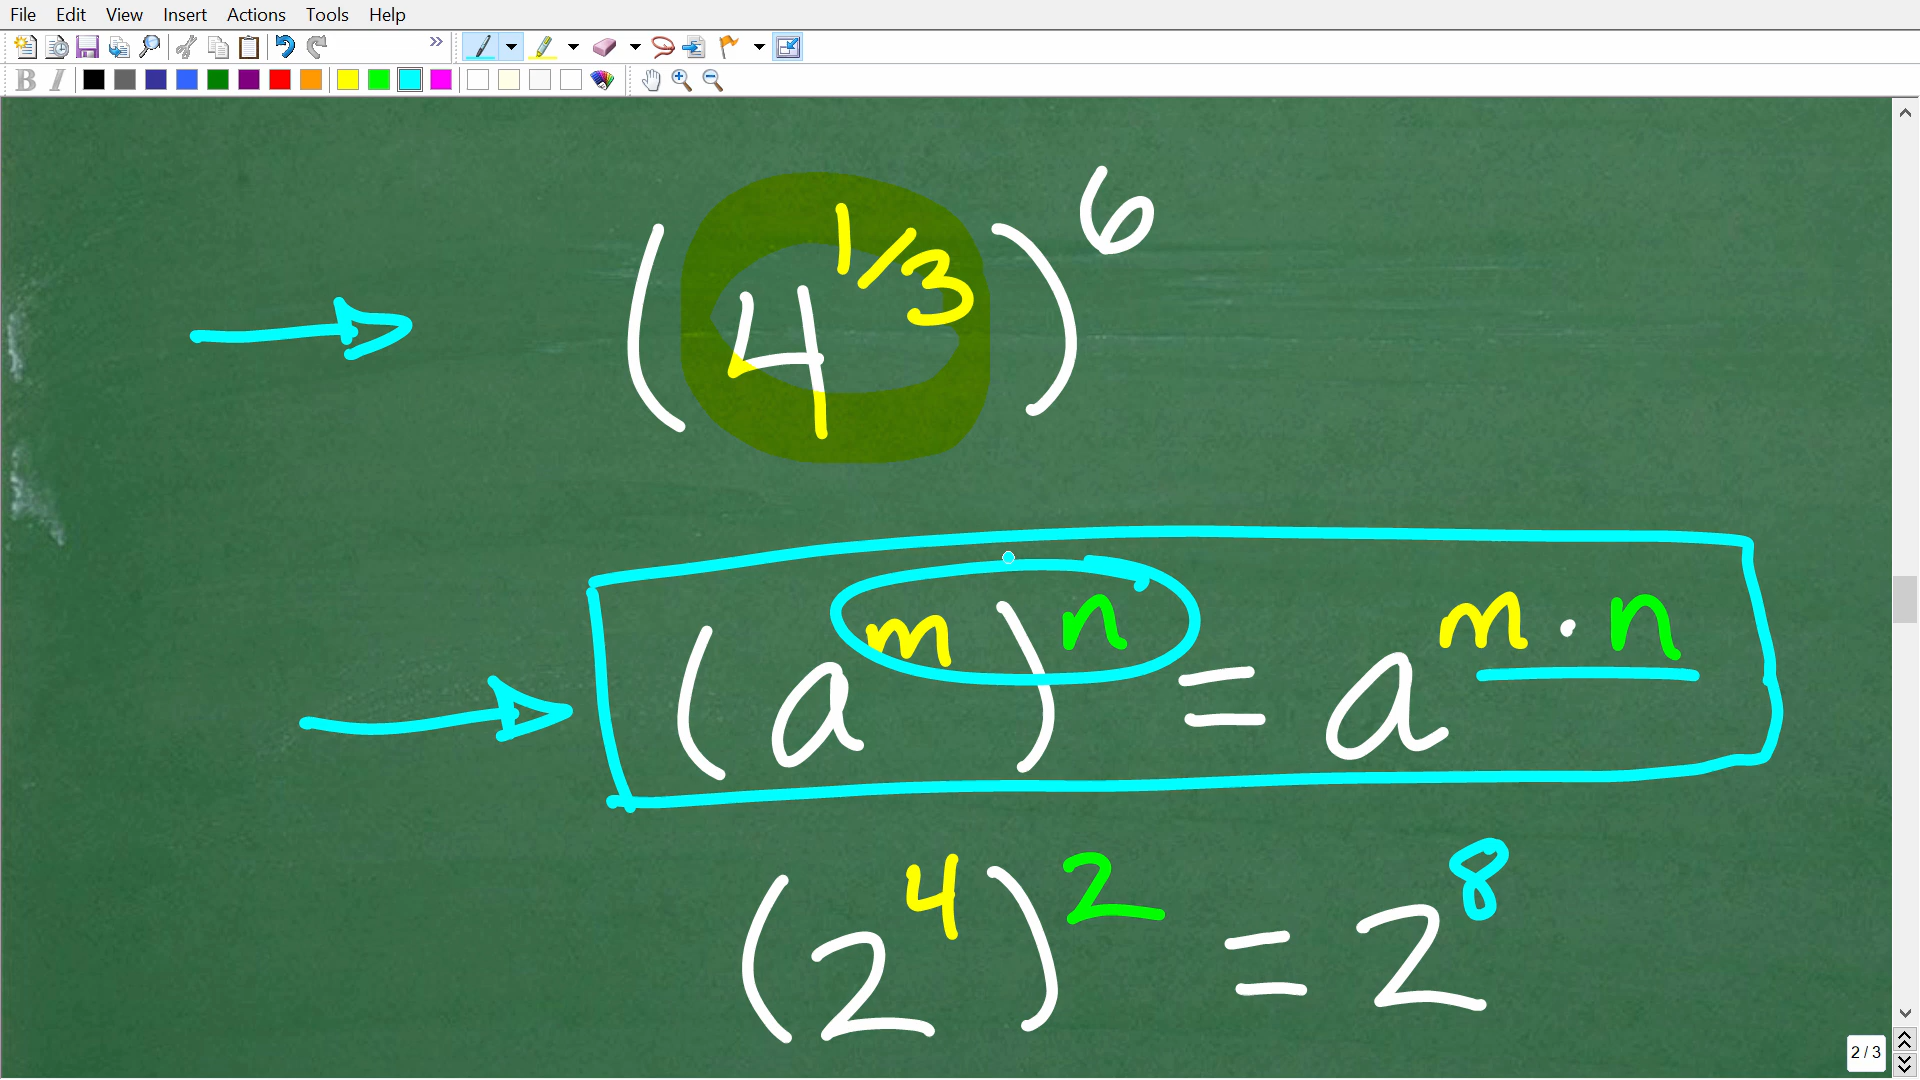 File Edit View Insert Actions Tools Help
B I
(4^1/3)^6
(a^m)^n = a^m·n
(2^4)^2 = 2^8
2 / 3